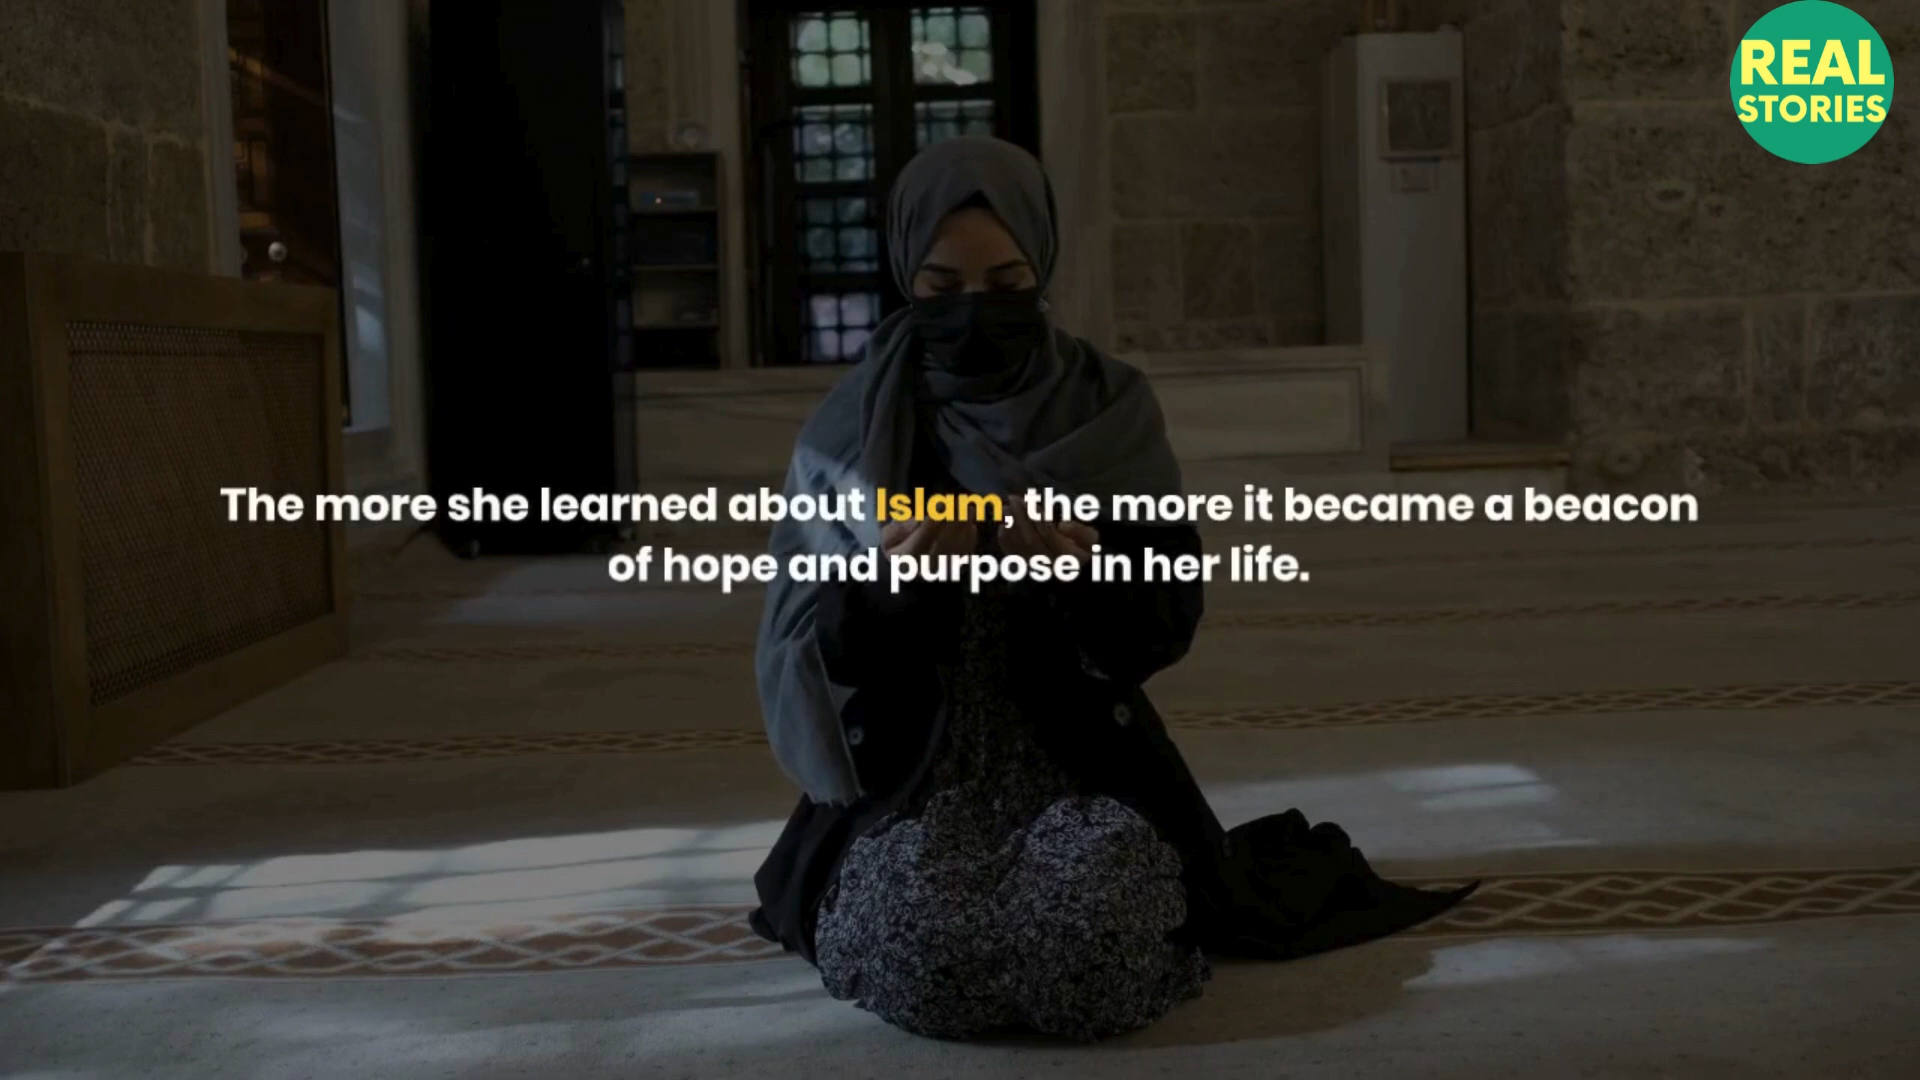 REAL
STORIES
The more she learned about Islam, the more it became a beacon
of hope and purpose in her life.